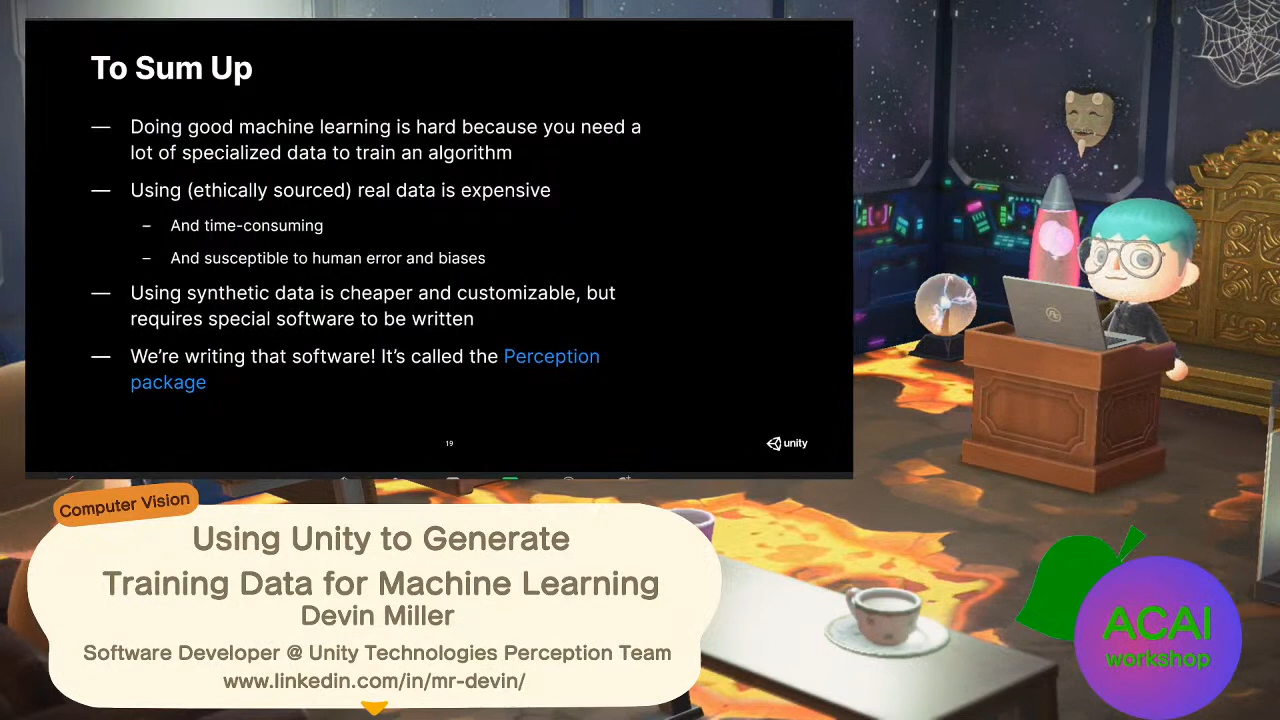 To Sum Up
— Doing good machine learning is hard because you need a
lot of specialized data to train an algorithm
— Using (ethically sourced) real data is expensive
– And time-consuming
– And susceptible to human error and biases
— Using synthetic data is cheaper and customizable, but
requires special software to be written
— We're writing that software! It's called the Perception
package
19
unity
Computer Vision
Using Unity to Generate
Training Data for Machine Learning
Devin Miller
Software Developer @ Unity Technologies Perception Team
www.linkedin.com/in/mr-devin/
ACAI
workshop